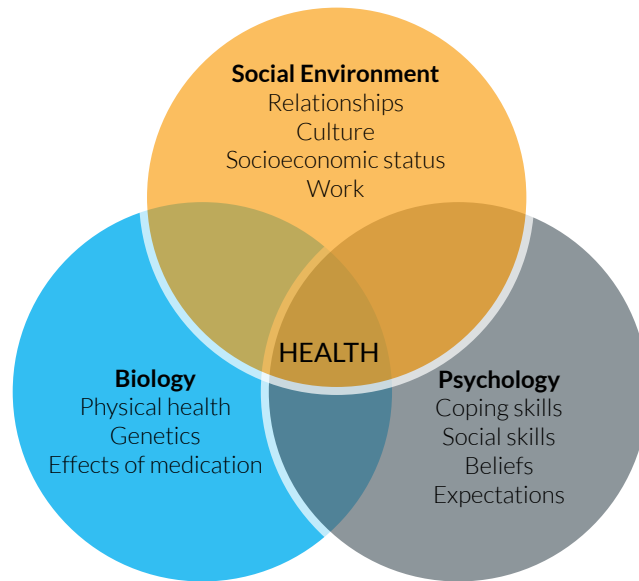 Social Environment
Relationships
Culture
Socioeconomic status
Work
HEALTH
Biology
Physical health
Genetics
Effects of medication
Psychology
Coping skills
Social skills
Beliefs
Expectations